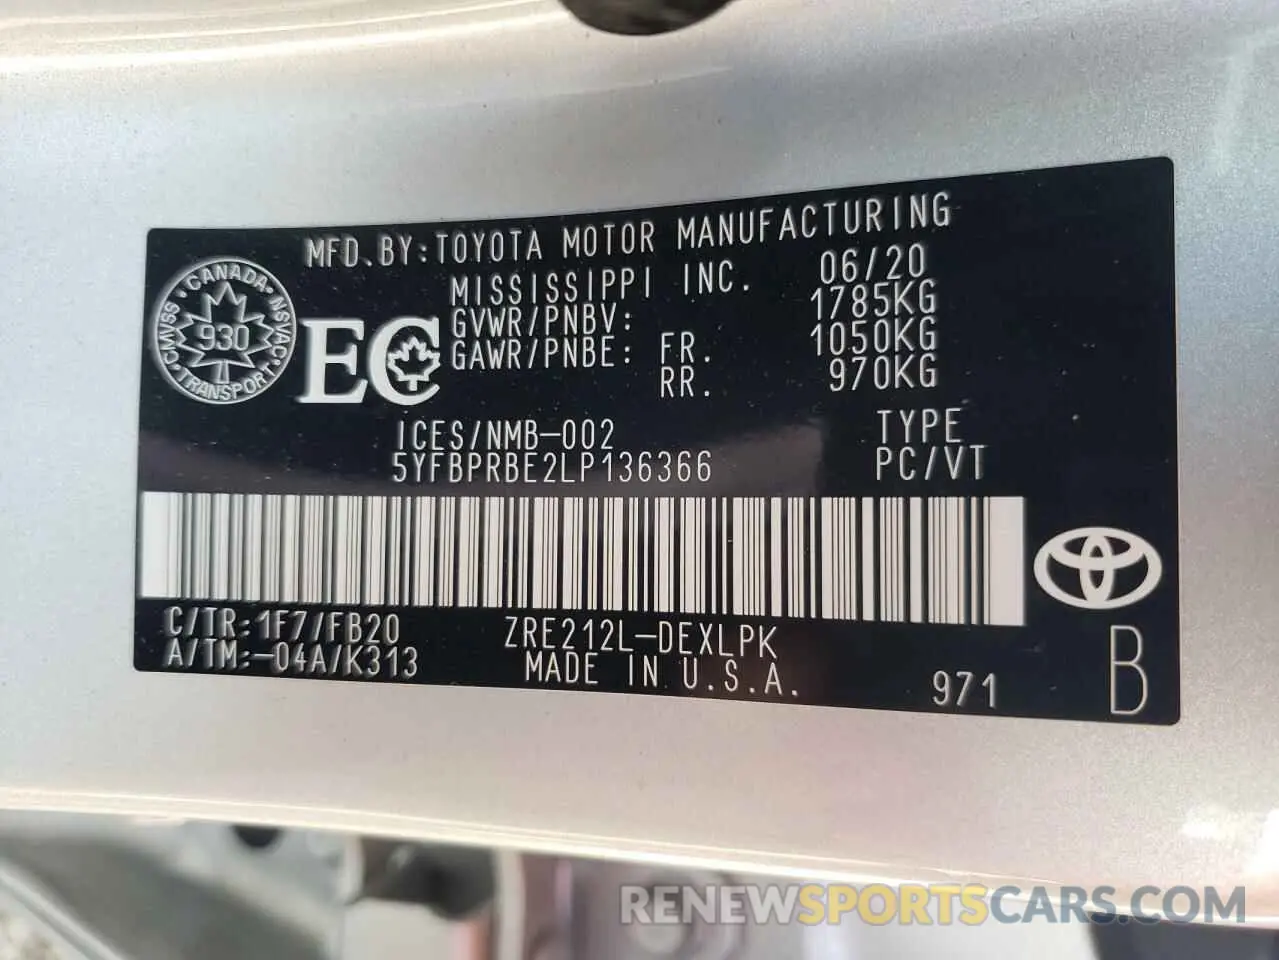 MFD. BY: TOYOTA MOTOR MANUFACTURING
MISSISSIPPI INC. 06/20
GVWR/PNBV: 1785KG
GAWR/PNBE: FR. 1050KG
RR. 970KG
CANADA
CMVSS 930 NSVAC
TRANSPORT
EC
ICES/NMB-002 TYPE
5YFBPRBE2LP136366 PC/VT
C/TR: 1F7/FB20 ZRE212L-DEXLPK
A/TM: -04A/K313 MADE IN U.S.A. 971 B
RENEWSPORTSCARS.COM